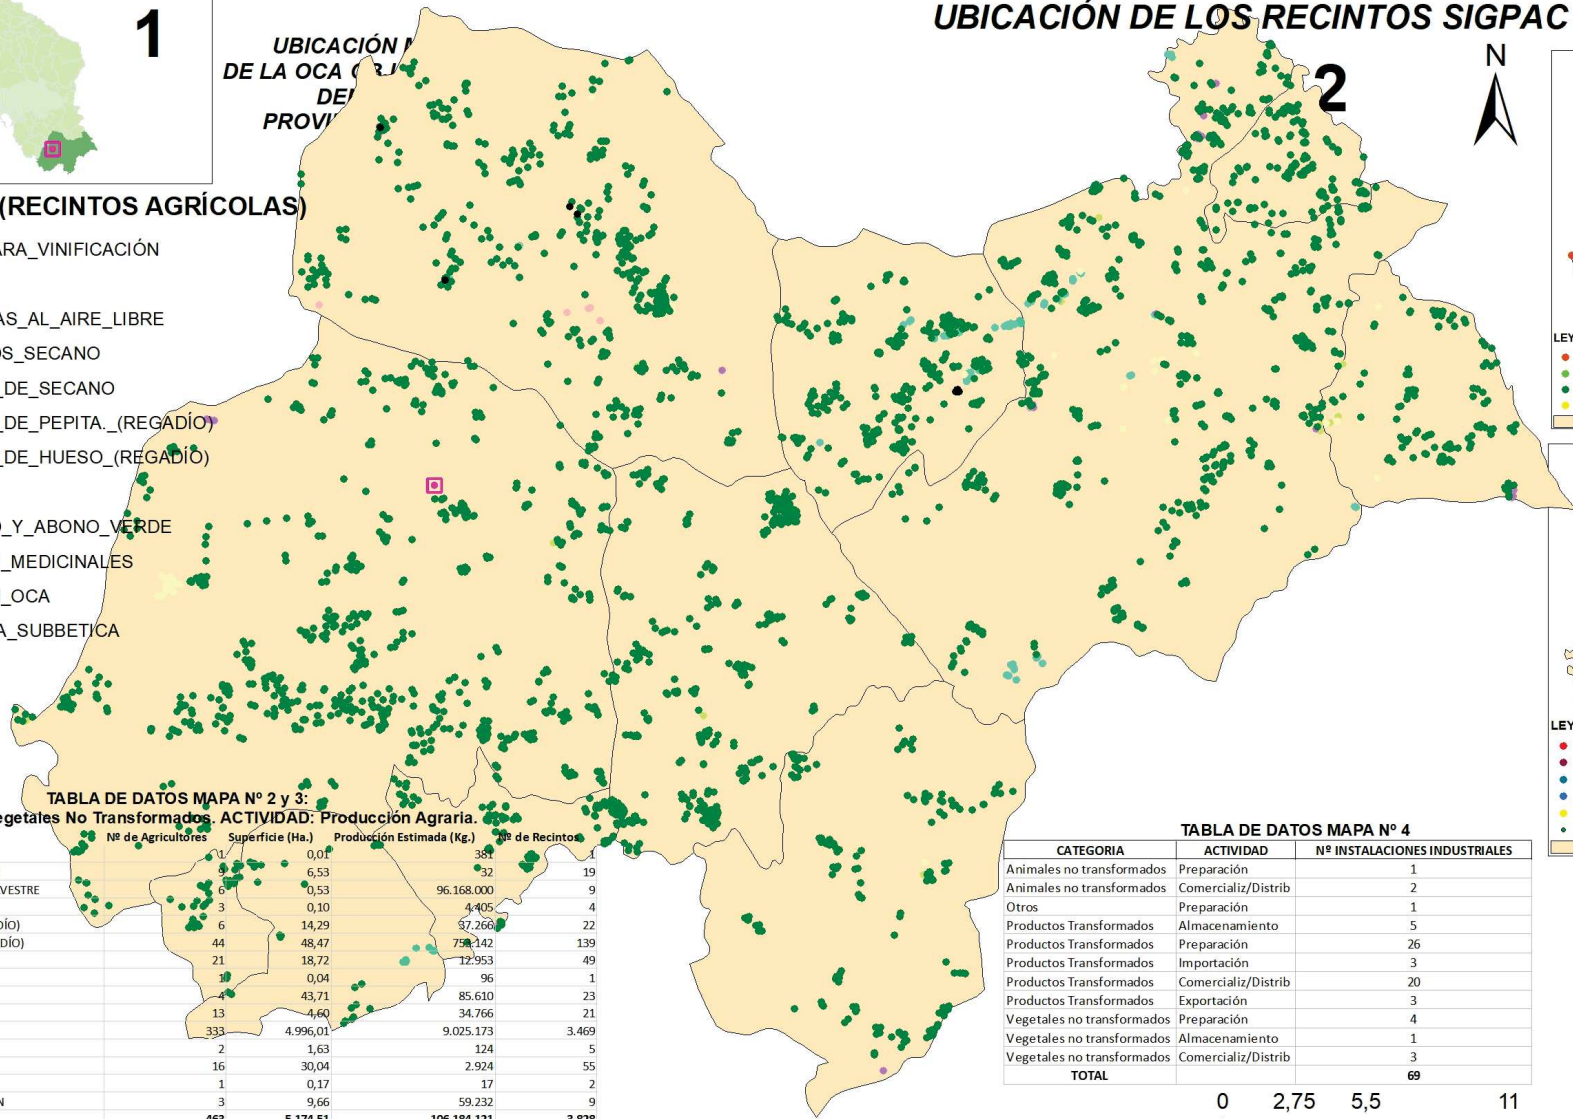 1
UBICACIÓN
DE LA OCA
DEL
PROVI
UBICACIÓN DE LOS RECINTOS SIGPAC
N
2
(RECINTOS AGRÍCOLAS)
ARA_VINIFICACIÓN
AS_AL_AIRE_LIBRE
OS_SECANO
_DE_SECANO
_DE_PEPITA._(REGADÍO)
_DE_HUESO_(REGADÍO)
O_Y_ABONO_VERDE
_MEDICINALES
_OCA
A_SUBBETICA
LEY
LEY
TABLA DE DATOS MAPA Nº 2 y 3:
egetales No Transformados. ACTIVIDAD: Producción Agraria.
Nº de Agricultores Superficie (Ha.) Producción Estimada (Kg.) Nº de Recintos
1 0,01 381 1
9 6,53 32 19
VESTRE 6 0,53 96.168.000 9
3 0,10 4.405 4
DÍO) 6 14,29 37.266 22
DÍO) 44 48,47 142 139
21 18,72 12.953 49
1 0,04 96 1
4 43,71 85.610 23
13 4,60 34.766 21
333 4.996,01 9.025.173 3.469
2 1,63 124 5
16 30,04 2.924 55
1 0,17 17 2
N 3 9,66 59.232 9
463 5.174,51 106.184.121 3.828
TABLA DE DATOS MAPA Nº 4
CATEGORIA ACTIVIDAD Nº INSTALACIONES INDUSTRIALES
Animales no transformados Preparación 1
Animales no transformados Comercializ/Distrib 2
Otros Preparación 1
Productos Transformados Almacenamiento 5
Productos Transformados Preparación 26
Productos Transformados Importación 3
Productos Transformados Comercializ/Distrib 20
Productos Transformados Exportación 3
Vegetales no transformados Preparación 4
Vegetales no transformados Almacenamiento 1
Vegetales no transformados Comercializ/Distrib 3
TOTAL 69
0 2,75 5,5 11